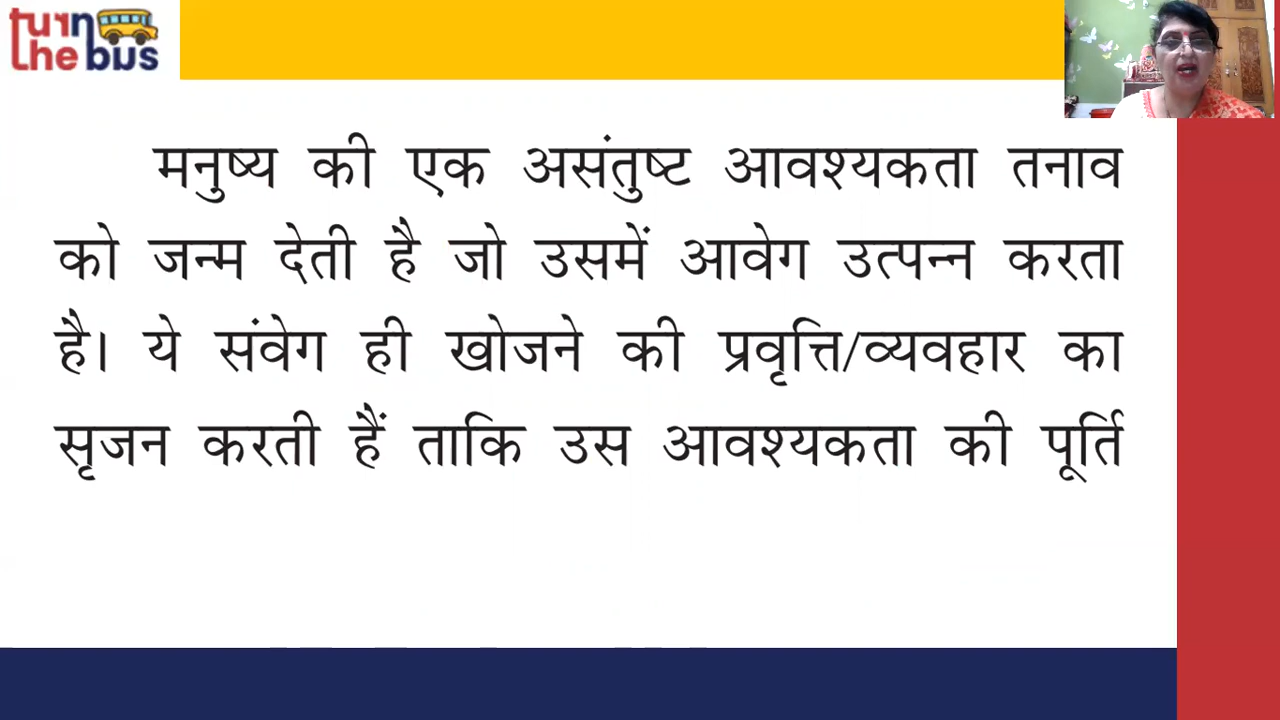 turn
the bus
मनुष्य की एक असंतुष्ट आवश्यकता तनाव
को जन्म देती है जो उसमें आवेग उत्पन्न करता
है। ये संवेग ही खोजने की प्रवृत्ति/व्यवहार का
सृजन करती हैं ताकि उस आवश्यकता की पूर्ति